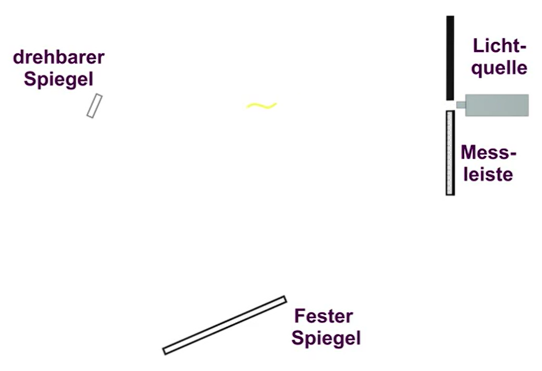 drehbarer
Spiegel
Licht-
quelle
Mess-
leiste
Fester
Spiegel